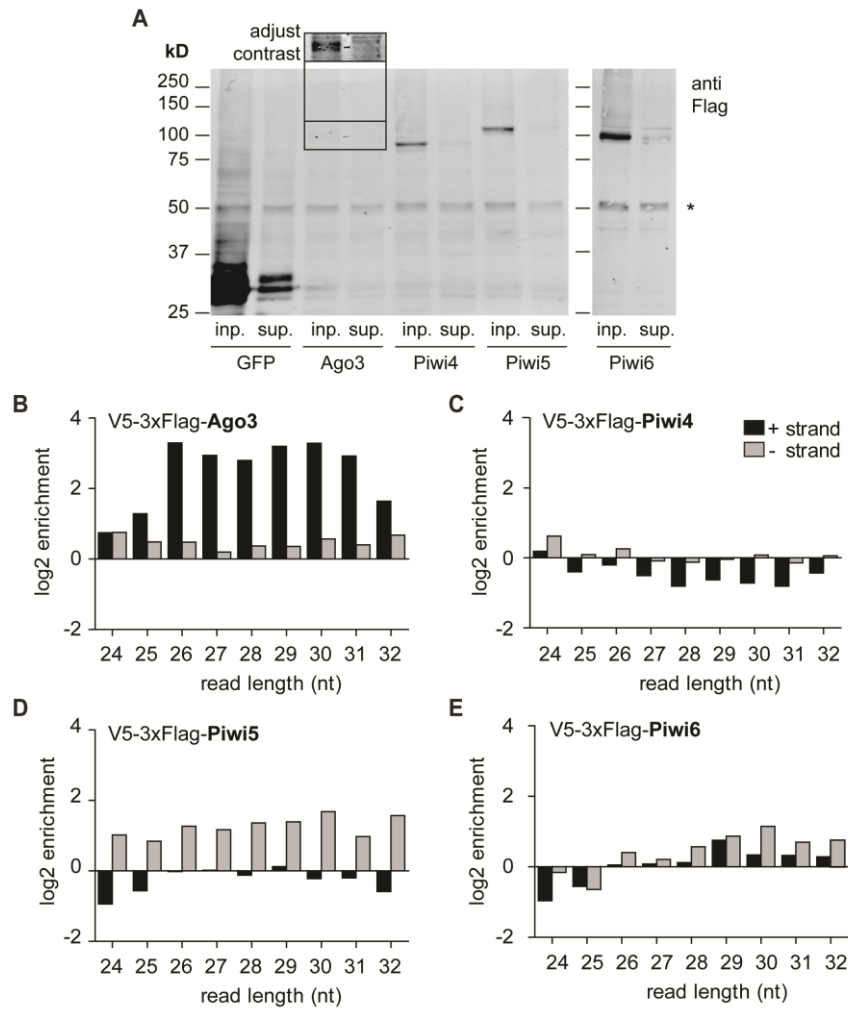 A
adjust
contrast
kD
250
150
100
75
50
37
25
anti
Flag
*
inp. sup. inp. sup. inp. sup. inp. sup. inp. sup.
GFP Ago3 Piwi4 Piwi5 Piwi6
B
V5-3xFlag-Ago3
log2 enrichment
4
2
0
-2
24 25 26 27 28 29 30 31 32
read length (nt)
C
V5-3xFlag-Piwi4
+ strand
- strand
log2 enrichment
4
2
0
-2
24 25 26 27 28 29 30 31 32
read length (nt)
D
V5-3xFlag-Piwi5
log2 enrichment
4
2
0
-2
24 25 26 27 28 29 30 31 32
read length (nt)
E
V5-3xFlag-Piwi6
log2 enrichment
4
2
0
-2
24 25 26 27 28 29 30 31 32
read length (nt)